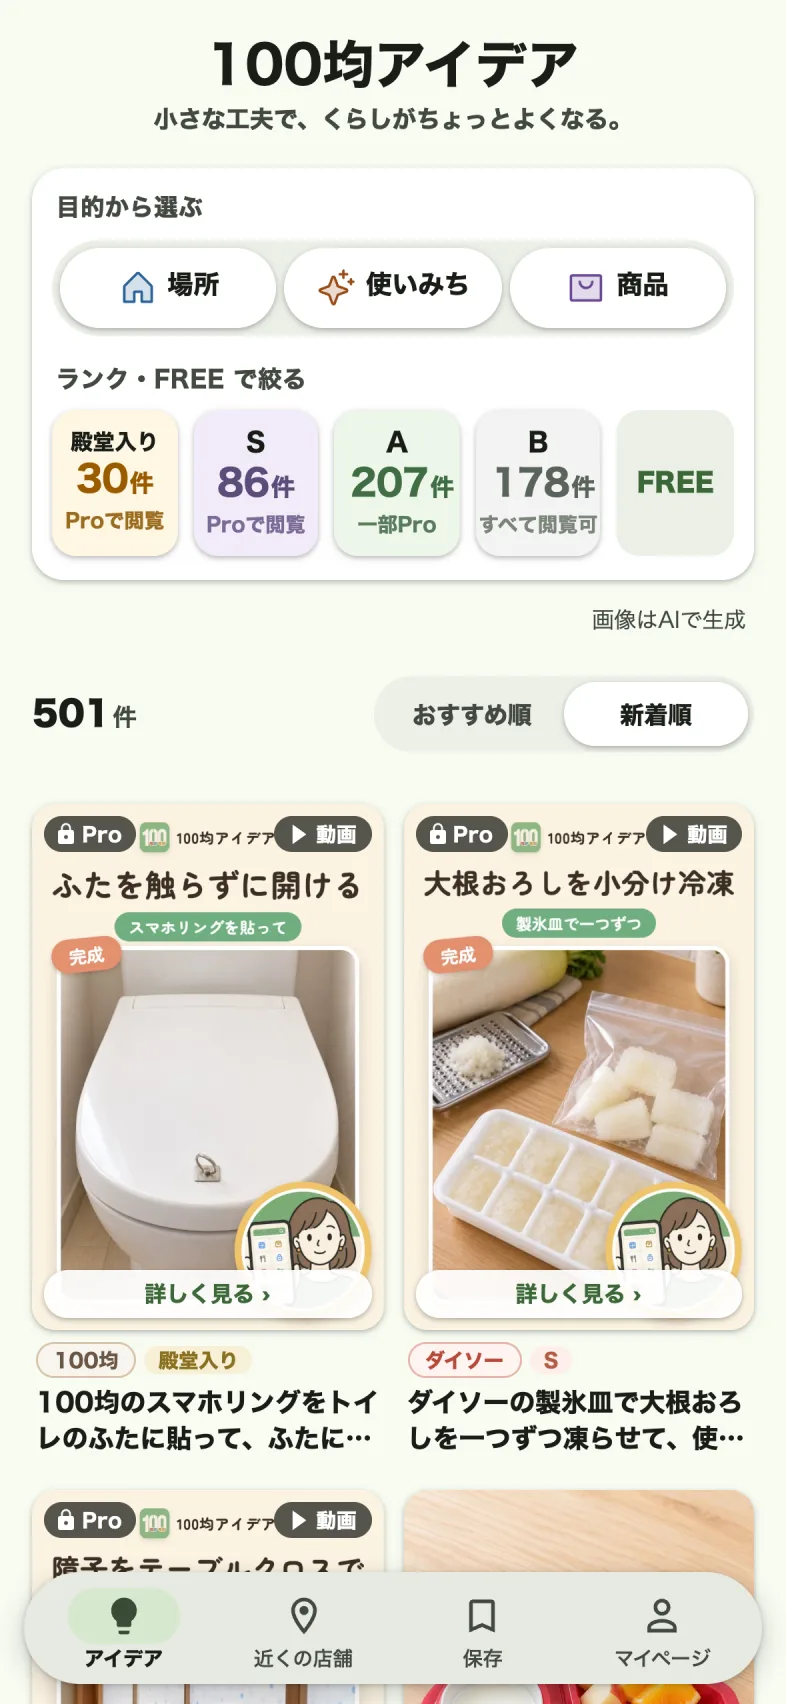 100均アイデア
小さな工夫で、くらしがちょっとよくなる。
目的から選ぶ
場所
使いみち
商品
ランク・FREE で絞る
殿堂入り
30件
Proで閲覧
S
86件
Proで閲覧
A
207件
一部Pro
B
178件
すべて閲覧可
FREE
画像はAIで生成
501件
おすすめ順
新着順
Pro
100
100均アイデア
動画
ふたを触らずに開ける
スマホリングを貼って
完成
詳しく見る ›
100均
殿堂入り
100均のスマホリングをトイ
レのふたに貼って、ふたに…
Pro
100
100均アイデア
動画
大根おろしを小分け冷凍
製氷皿で一つずつ
完成
詳しく見る ›
ダイソー
S
ダイソーの製氷皿で大根おろ
しを一つずつ凍らせて、使…
Pro
100
100均アイデア
動画
障子をテーブルクロスで
アイデア
近くの店舗
保存
マイページ